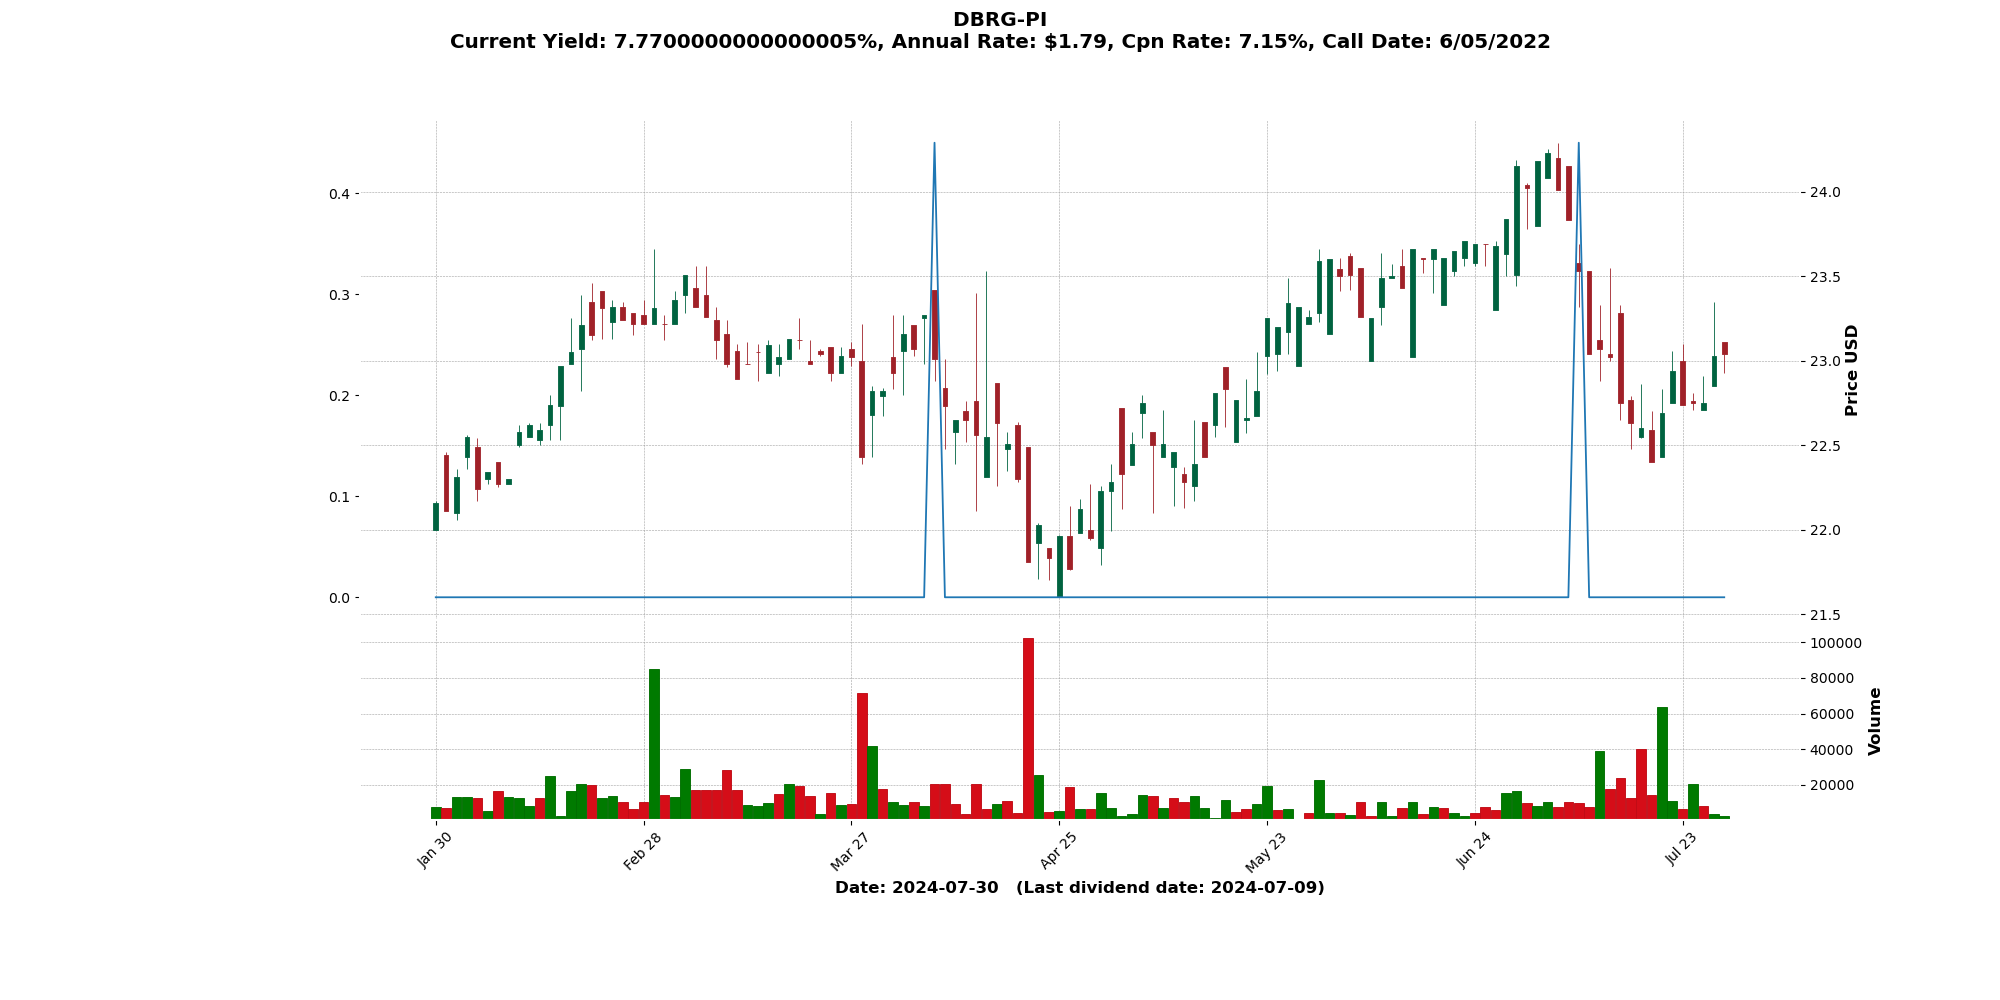 DBRG-PI
Current Yield: 7.7700000000000005%, Annual Rate: $1.79, Cpn Rate: 7.15%, Call Date: 6/05/2022
0.4
0.3
0.2
0.1
0.0
24.0
23.5
23.0
22.5
22.0
21.5
Price USD
100000
80000
60000
40000
20000
Volume
Jan 30
Feb 28
Mar 27
Apr 25
May 23
Jun 24
Jul 23
Date: 2024-07-30   (Last dividend date: 2024-07-09)